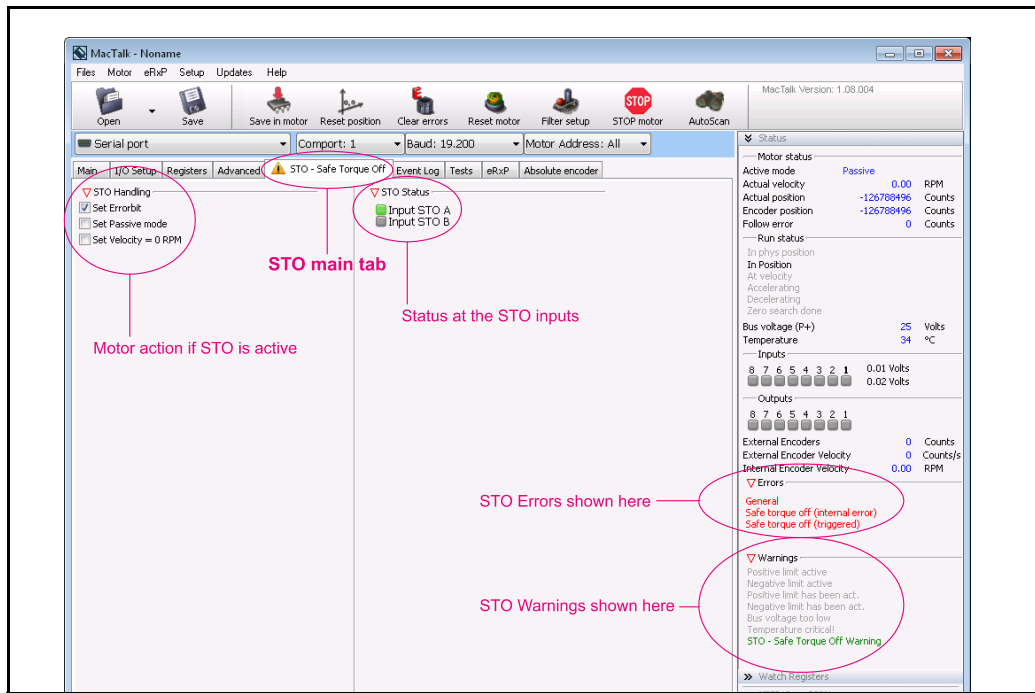 MacTalk - Noname
Files Motor eRxP Setup Updates Help
MacTalk Version: 1.08.004
Open Save Save in motor Reset position Clear errors Reset motor Filter setup STOP motor AutoScan
STOP
Serial port Comport: 1 Baud: 19.200 Motor Address: All
Main I/O Setup Registers Advanced STO - Safe Torque Off Event Log Tests eRxP Absolute encoder
STO Handling
Set Errorbit
Set Passive mode
Set Velocity = 0 RPM
STO Status
Input STO A
Input STO B
STO main tab
Status at the STO inputs
Motor action if STO is active
STO Errors shown here
STO Warnings shown here
Status
Motor status
Active mode Passive
Actual velocity 0.00 RPM
Actual position -126788496 Counts
Encoder position -126788496 Counts
Follow error 0 Counts
Run status
In phys position
In Position
At velocity
Accelerating
Decelerating
Zero search done
Bus voltage (P+) 25 Volts
Temperature 34 °C
Inputs
8 7 6 5 4 3 2 1 0.01 Volts
0.02 Volts
Outputs
8 7 6 5 4 3 2 1
External Encoders 0 Counts
External Encoder Velocity 0 Counts/s
Internal Encoder Velocity 0.00 RPM
Errors
General
Safe torque off (internal error)
Safe torque off (triggered)
Warnings
Positive limit active
Negative limit active
Positive limit has been act.
Negative limit has been act.
Bus voltage too low
Temperature critical!
STO - Safe Torque Off Warning
Watch Registers